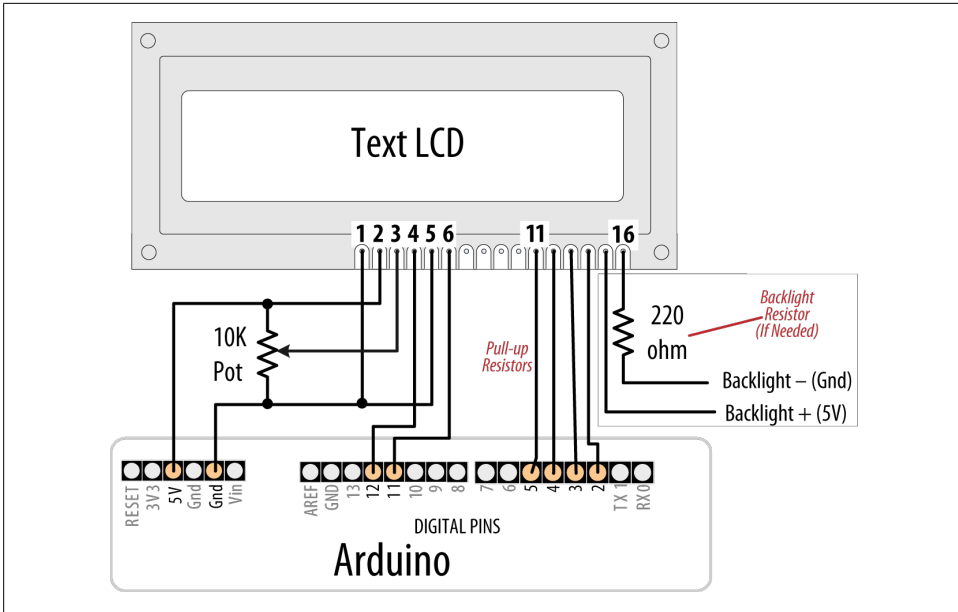 Text LCD
1 2 3 4 5 6 11 16
10K
Pot
Pull-up
Resistors
220
ohm
Backlight
Resistor
(If Needed)
Backlight – (Gnd)
Backlight + (5V)
RESET
3V3
5V
Gnd
Gnd
Vin
AREF
GND
13
12
11
10
9
8
7
6
5
4
3
2
TX 1
RX0
DIGITAL PINS
Arduino